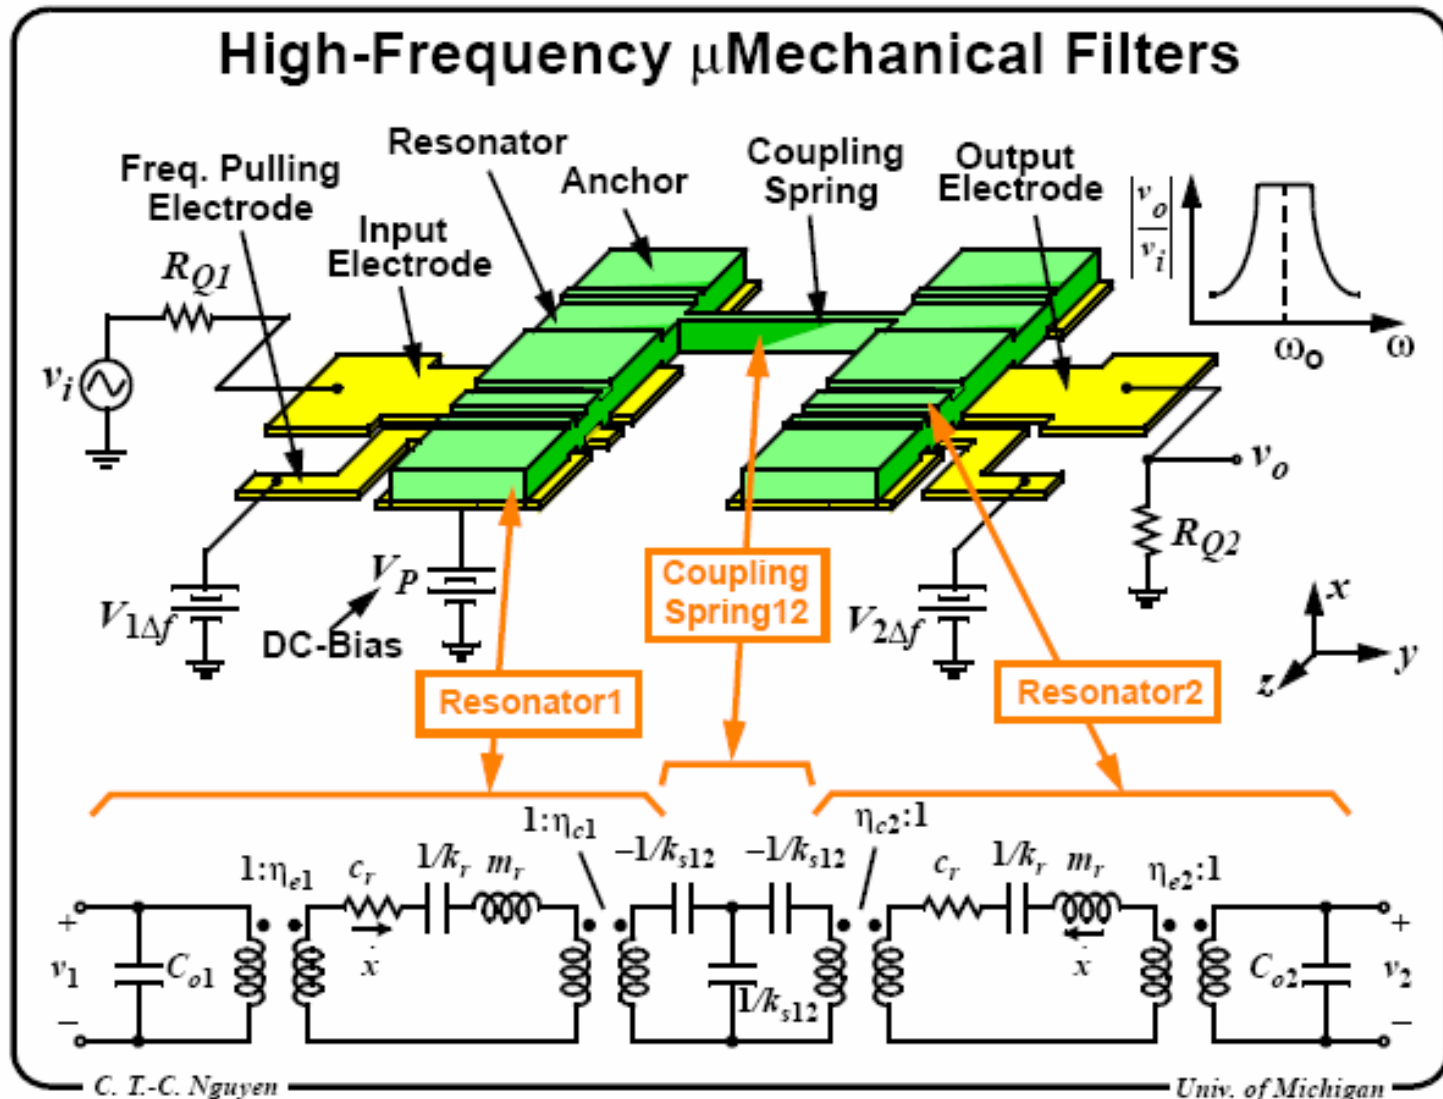 High-Frequency μMechanical Filters
Freq. Pulling
Electrode
Resonator
Anchor
Input
Electrode
Coupling
Spring
Output
Electrode
|v_o/v_i|
ω_o
ω
R_Q1
v_i
V_1Δf
V_P
DC-Bias
Coupling
Spring12
V_2Δf
v_o
R_Q2
x
y
z
Resonator1
Resonator2
1:η_e1
c_r
1/k_r
m_r
1:η_c1
−1/k_s12
−1/k_s12
η_c2:1
c_r
1/k_r
m_r
η_e2:1
+
v_1
−
C_o1
ẋ
1/k_s12
ẋ
C_o2
+
v_2
−
C. T.-C. Nguyen
Univ. of Michigan